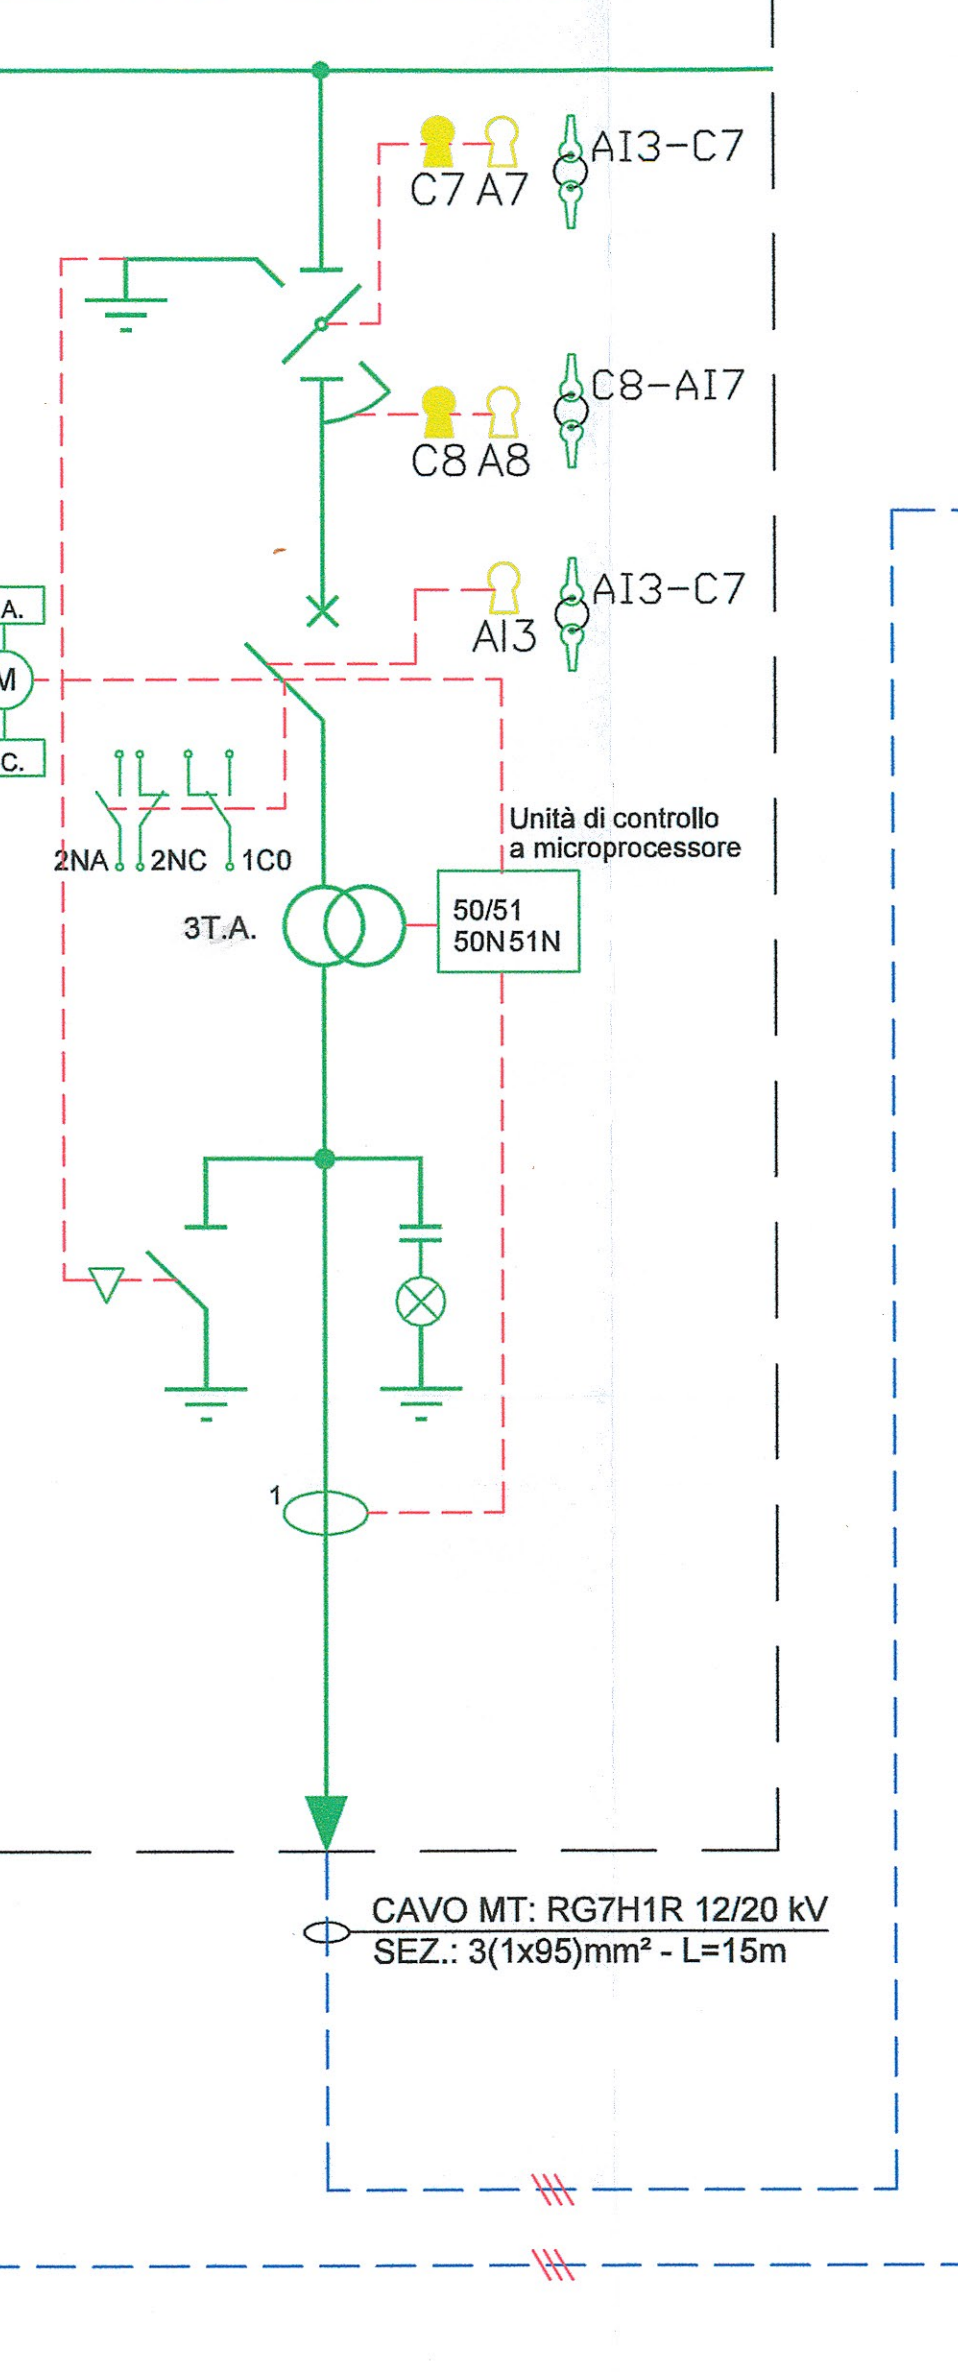 C7 A7
AI3-C7
C8 A8
C8-AI7
AI3
AI3-C7
A.
M
C.
2NA 2NC 1C0
Unità di controllo
a microprocessore
3T.A.
50/51
50N51N
1
CAVO MT: RG7H1R 12/20 kV
SEZ.: 3(1x95)mm² - L=15m